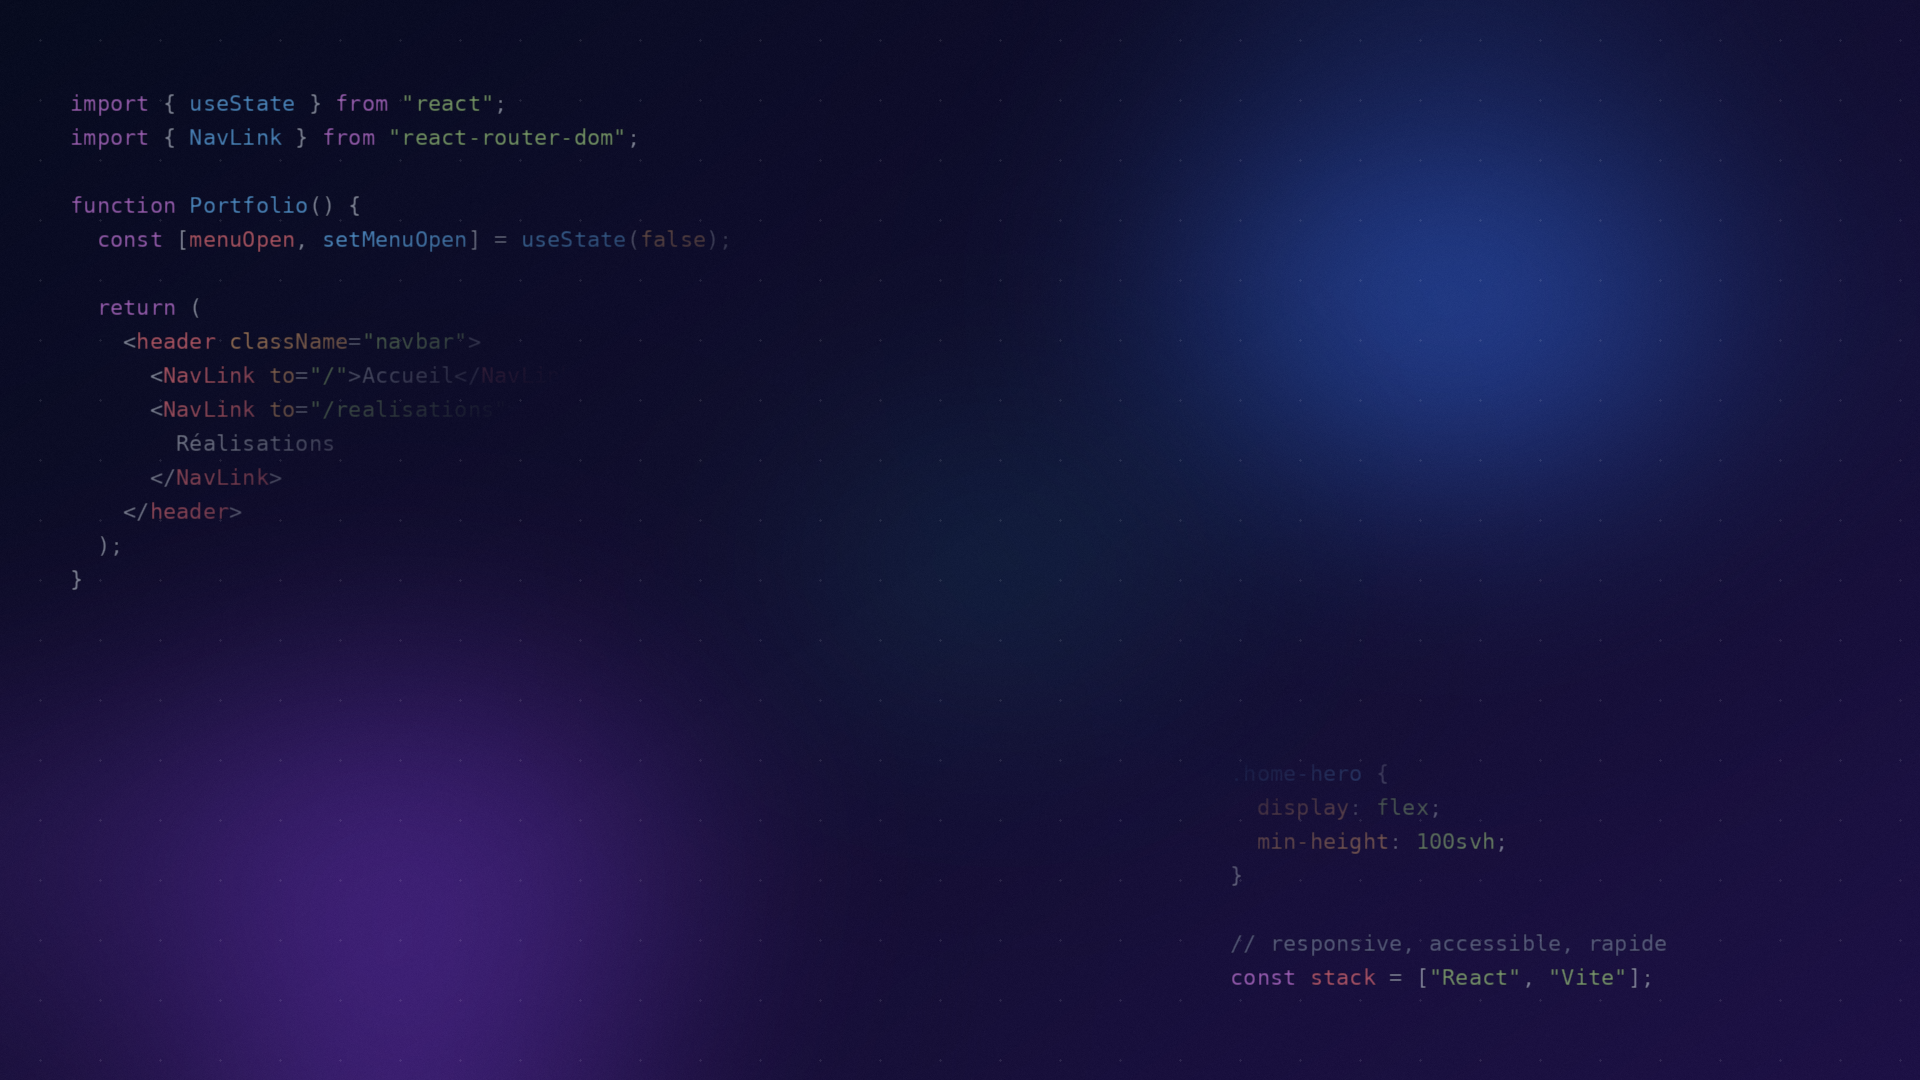 import { useState } from "react";
import { NavLink } from "react-router-dom";
function Portfolio() {
const [menuOpen, setMenuOpen] = useState(false);
return (
<header className="navbar">
<NavLink to="/">Accueil</NavLi
<NavLink to="/realisations"
Réalisations
</NavLink>
</header>
);
}
.home-hero {
display: flex;
min-height: 100svh;
}
// responsive, accessible, rapide
const stack = ["React", "Vite"];